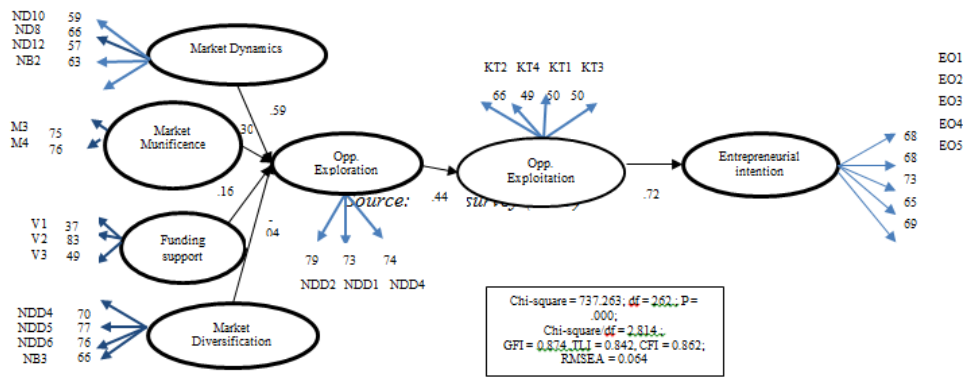 ND10 59
ND8 66
ND12 57
NB2 63
Market Dynamics
KT2 KT4 KT1 KT3
66 49 50 50
EO1
EO2
EO3
EO4
EO5
.59
M3 75
M4 76
Market
Munificence
.30
Opp.
Exploration
.44
Opp.
Exploitation
.72
Entrepreneurial
intention
68
68
73
65
69
.16
Source: survey
V1 37
V2 83
V3 49
Funding
support
-
04
79 73 74
NDD2 NDD1 NDD4
NDD4 70
NDD5 77
NDD6 76
NB3 66
Market
Diversification
Chi-square = 737.263; df = 262.; P =
.000;
Chi-square/df = 2.814.;
GFI = 0.874.TLI = 0.842, CFI = 0.862;
RMSEA = 0.064